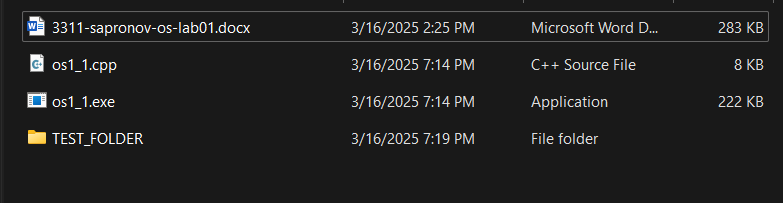 3311-sapronov-os-lab01.docx 3/16/2025 2:25 PM Microsoft Word D... 283 KB
os1_1.cpp 3/16/2025 7:14 PM C++ Source File 8 KB
os1_1.exe 3/16/2025 7:14 PM Application 222 KB
TEST_FOLDER 3/16/2025 7:19 PM File folder